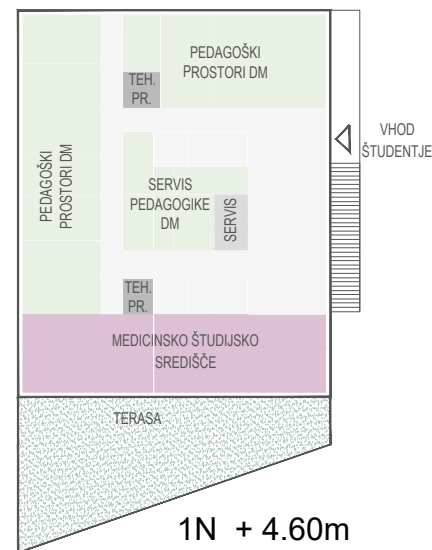 PEDAGOŠKI
PROSTORI DM
TEH.
PR.
VHOD
ŠTUDENTJE
PEDAGOŠKI
PROSTORI DM
SERVIS
PEDAGOGIKE
DM
SERVIS
TEH.
PR.
MEDICINSKO ŠTUDIJSKO
SREDIŠČE
TERASA
1N + 4.60m